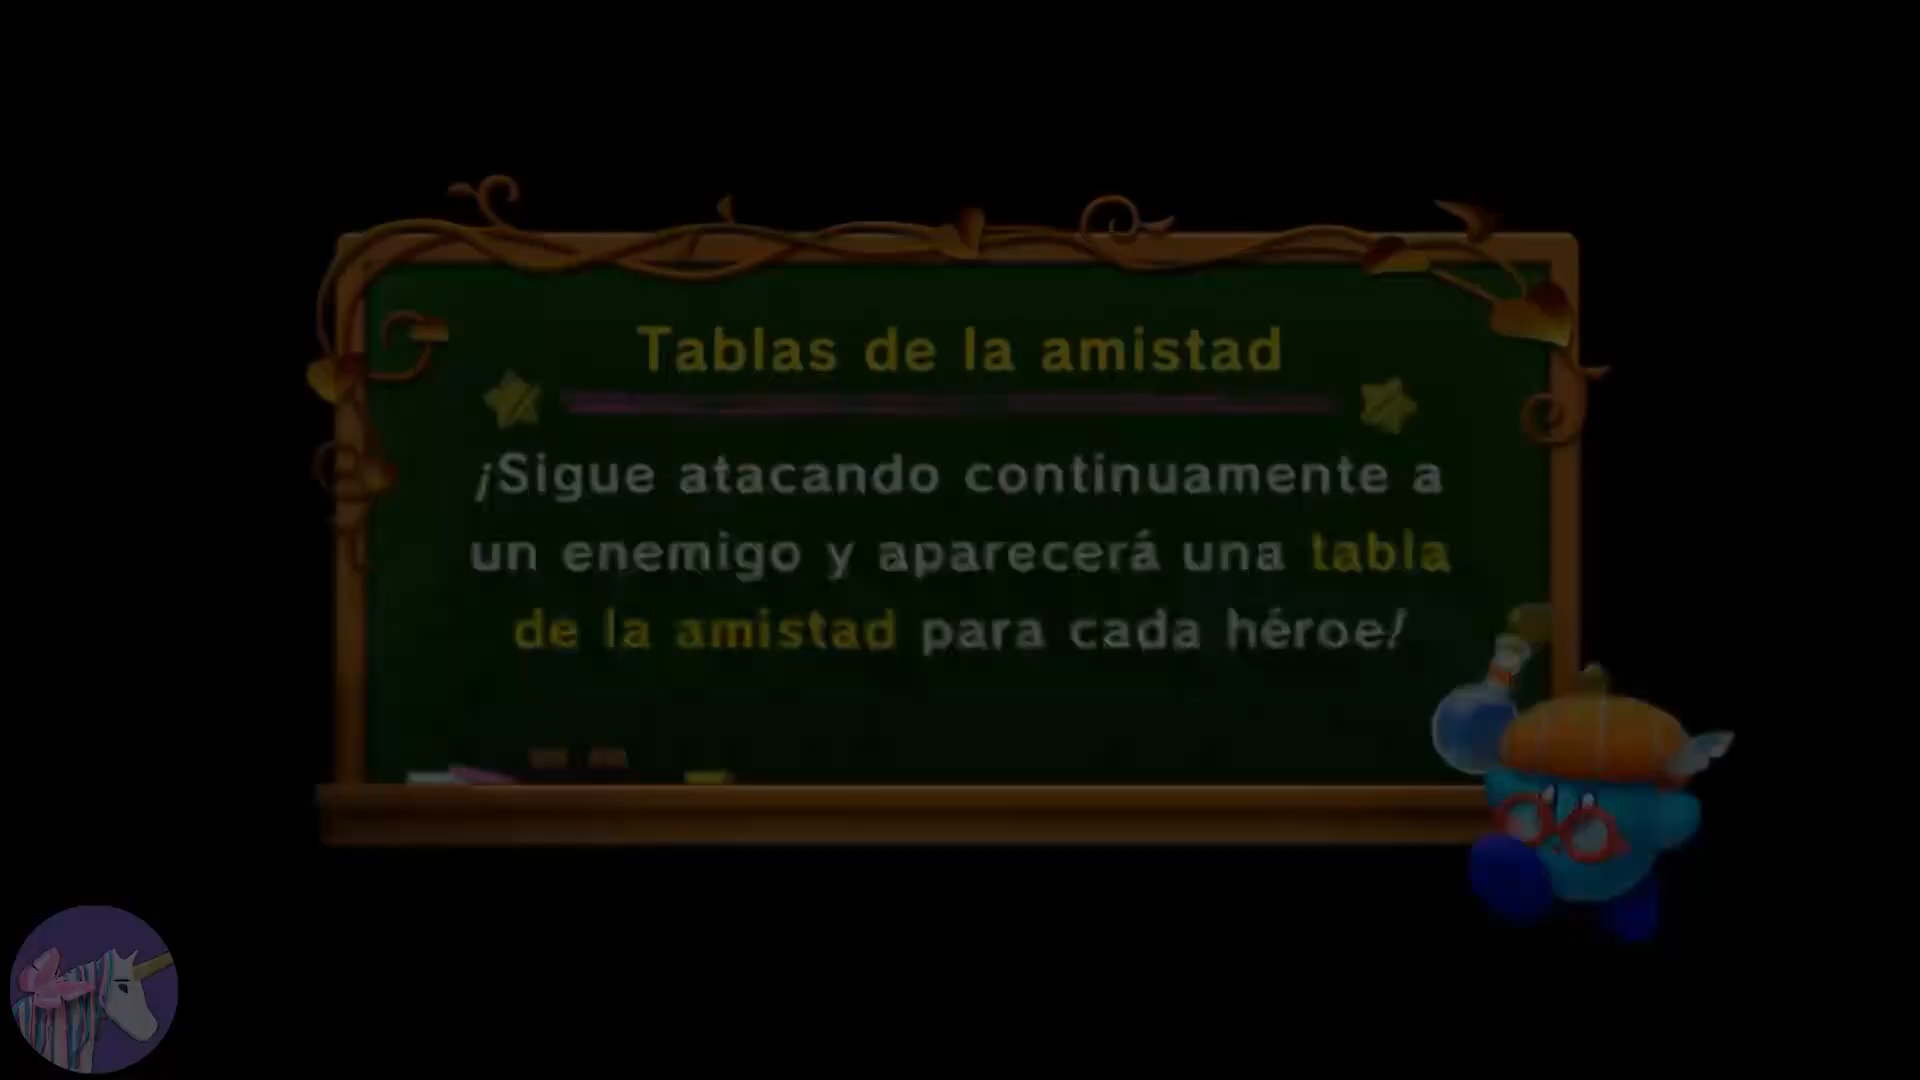 Tablas de la amistad
¡Sigue atacando continuamente a
un enemigo y aparecerá una tabla
de la amistad para cada héroe!